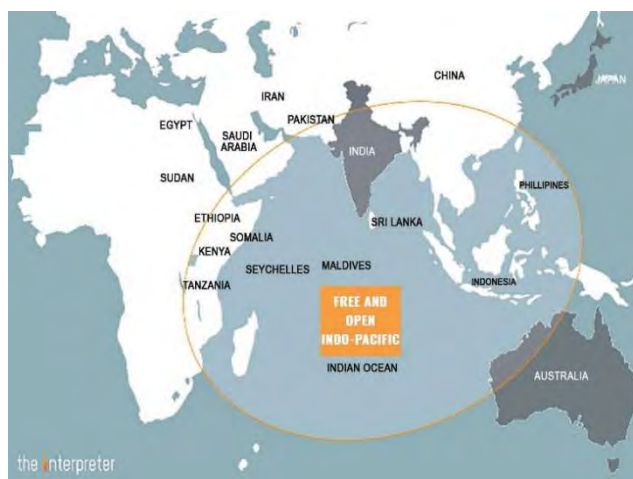 CHINA
JAPAN
IRAN
PAKISTAN
EGYPT
SAUDI
ARABIA
INDIA
SUDAN
PHILLIPINES
ETHIOPIA
SRI LANKA
SOMALIA
KENYA
SEYCHELLES
MALDIVES
TANZANIA
INDONESIA
FREE AND
OPEN
INDO-PACIFIC
INDIAN OCEAN
AUSTRALIA
the interpreter